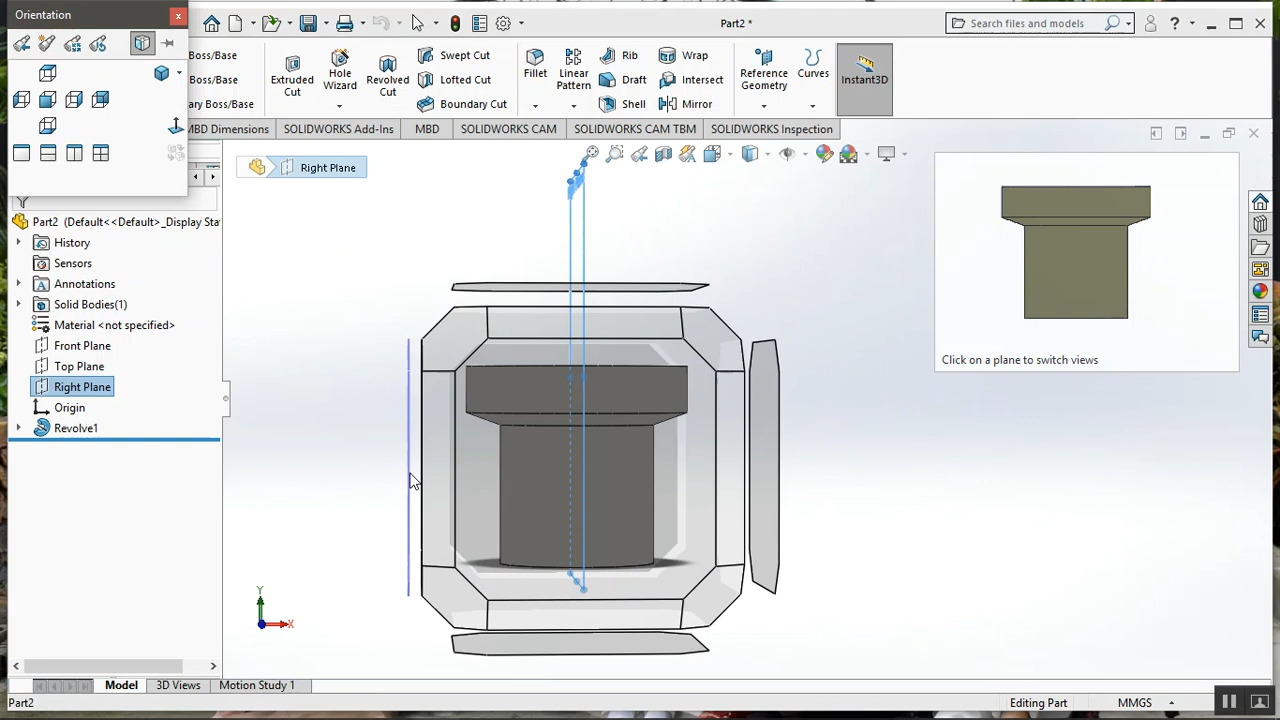 Orientation
Part2 *
Search files and models
Boss/Base
Boss/Base
ary Boss/Base
Extruded Cut
Hole Wizard
Revolved Cut
Swept Cut
Lofted Cut
Boundary Cut
Fillet
Linear Pattern
Rib
Draft
Shell
Wrap
Intersect
Mirror
Reference Geometry
Curves
Instant3D
MBD Dimensions
SOLIDWORKS Add-Ins
MBD
SOLIDWORKS CAM
SOLIDWORKS CAM TBM
SOLIDWORKS Inspection
Right Plane
Part2 (Default<<Default>_Display Sta
History
Sensors
Annotations
Solid Bodies(1)
Material <not specified>
Front Plane
Top Plane
Right Plane
Origin
Revolve1
Click on a plane to switch views
Y
X
Model
3D Views
Motion Study 1
Part2
Editing Part
MMGS